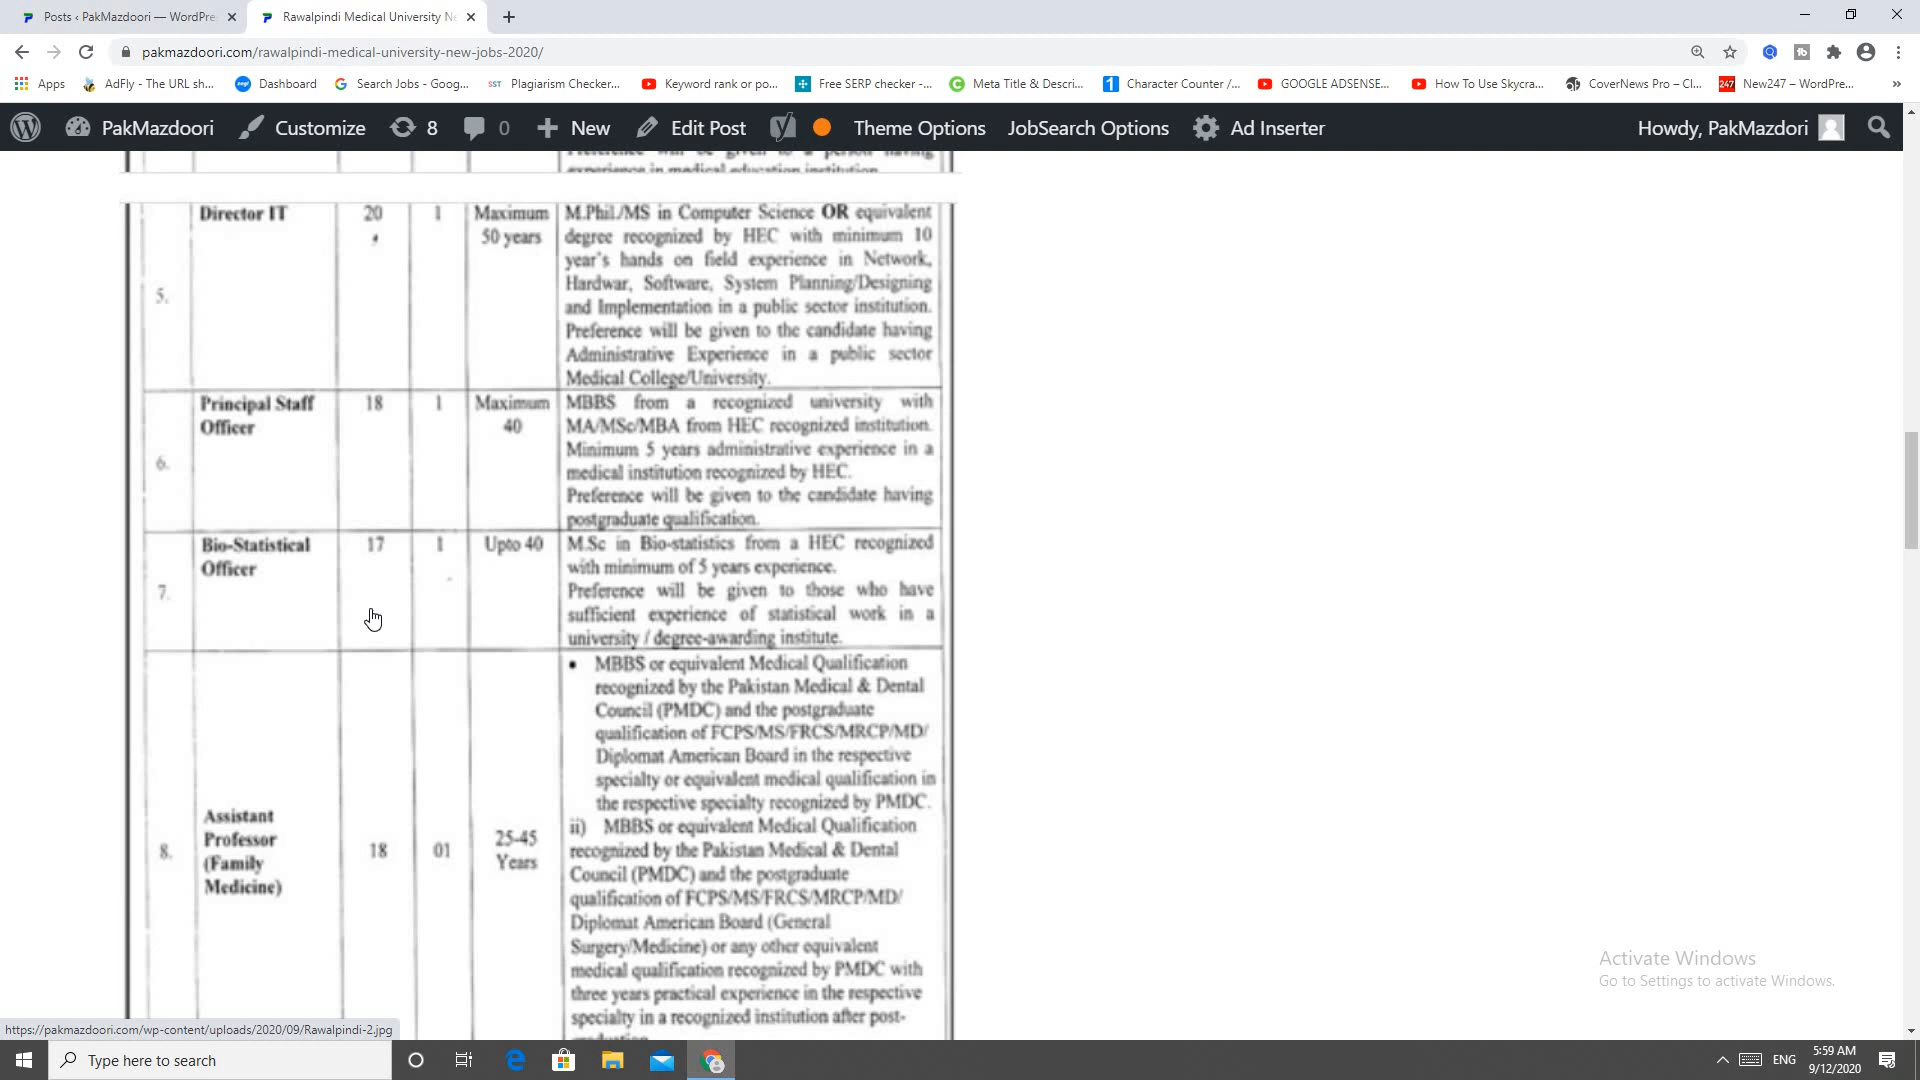 Posts ‹ PakMazdoori — WordPre
Rawalpindi Medical University Ne
pakmazdoori.com/rawalpindi-medical-university-new-jobs-2020/
Apps
AdFly - The URL sh...
Dashboard
Search Jobs - Goog...
SST
Plagiarism Checker...
Keyword rank or po...
Free SERP checker -...
Meta Title & Descri...
1
Character Counter /...
GOOGLE ADSENSE...
How To Use Skycra...
CoverNews Pro – Cl...
247
New247 – WordPre...
»
PakMazdoori
Customize
8
0
New
Edit Post
Theme Options
JobSearch Options
Ad Inserter
Howdy, PakMazdori
Preference will be given to a person having
experience in medical education institution.
5.
Director IT
20
1
Maximum
50 years
M.Phil./MS in Computer Science OR equivalent
degree recognized by HEC with minimum 10
year's hands on field experience in Network,
Hardwar, Software, System Planning/Designing
and Implementation in a public sector institution.
Preference will be given to the candidate having
Administrative Experience in a public sector
Medical College/University.
6.
Principal Staff
Officer
18
1
Maximum
40
MBBS from a recognized university with
MA/MSc/MBA from HEC recognized institution.
Minimum 5 years administrative experience in a
medical institution recognized by HEC.
Preference will be given to the candidate having
postgraduate qualification.
7.
Bio-Statistical
Officer
17
1
Upto 40
M.Sc in Bio-statistics from a HEC recognized
with minimum of 5 years experience.
Preference will be given to those who have
sufficient experience of statistical work in a
university / degree-awarding institute.
8.
Assistant
Professor
(Family
Medicine)
18
01
25-45
Years
• MBBS or equivalent Medical Qualification
recognized by the Pakistan Medical & Dental
Council (PMDC) and the postgraduate
qualification of FCPS/MS/FRCS/MRCP/MD/
Diplomat American Board in the respective
specialty or equivalent medical qualification in
the respective specialty recognized by PMDC.
ii) MBBS or equivalent Medical Qualification
recognized by the Pakistan Medical & Dental
Council (PMDC) and the postgraduate
qualification of FCPS/MS/FRCS/MRCP/MD/
Diplomat American Board (General
Surgery/Medicine) or any other equivalent
medical qualification recognized by PMDC with
three years practical experience in the respective
specialty in a recognized institution after post-
graduation.
Activate Windows
Go to Settings to activate Windows.
https://pakmazdoori.com/wp-content/uploads/2020/09/Rawalpindi-2.jpg
Type here to search
ENG
5:59 AM
9/12/2020